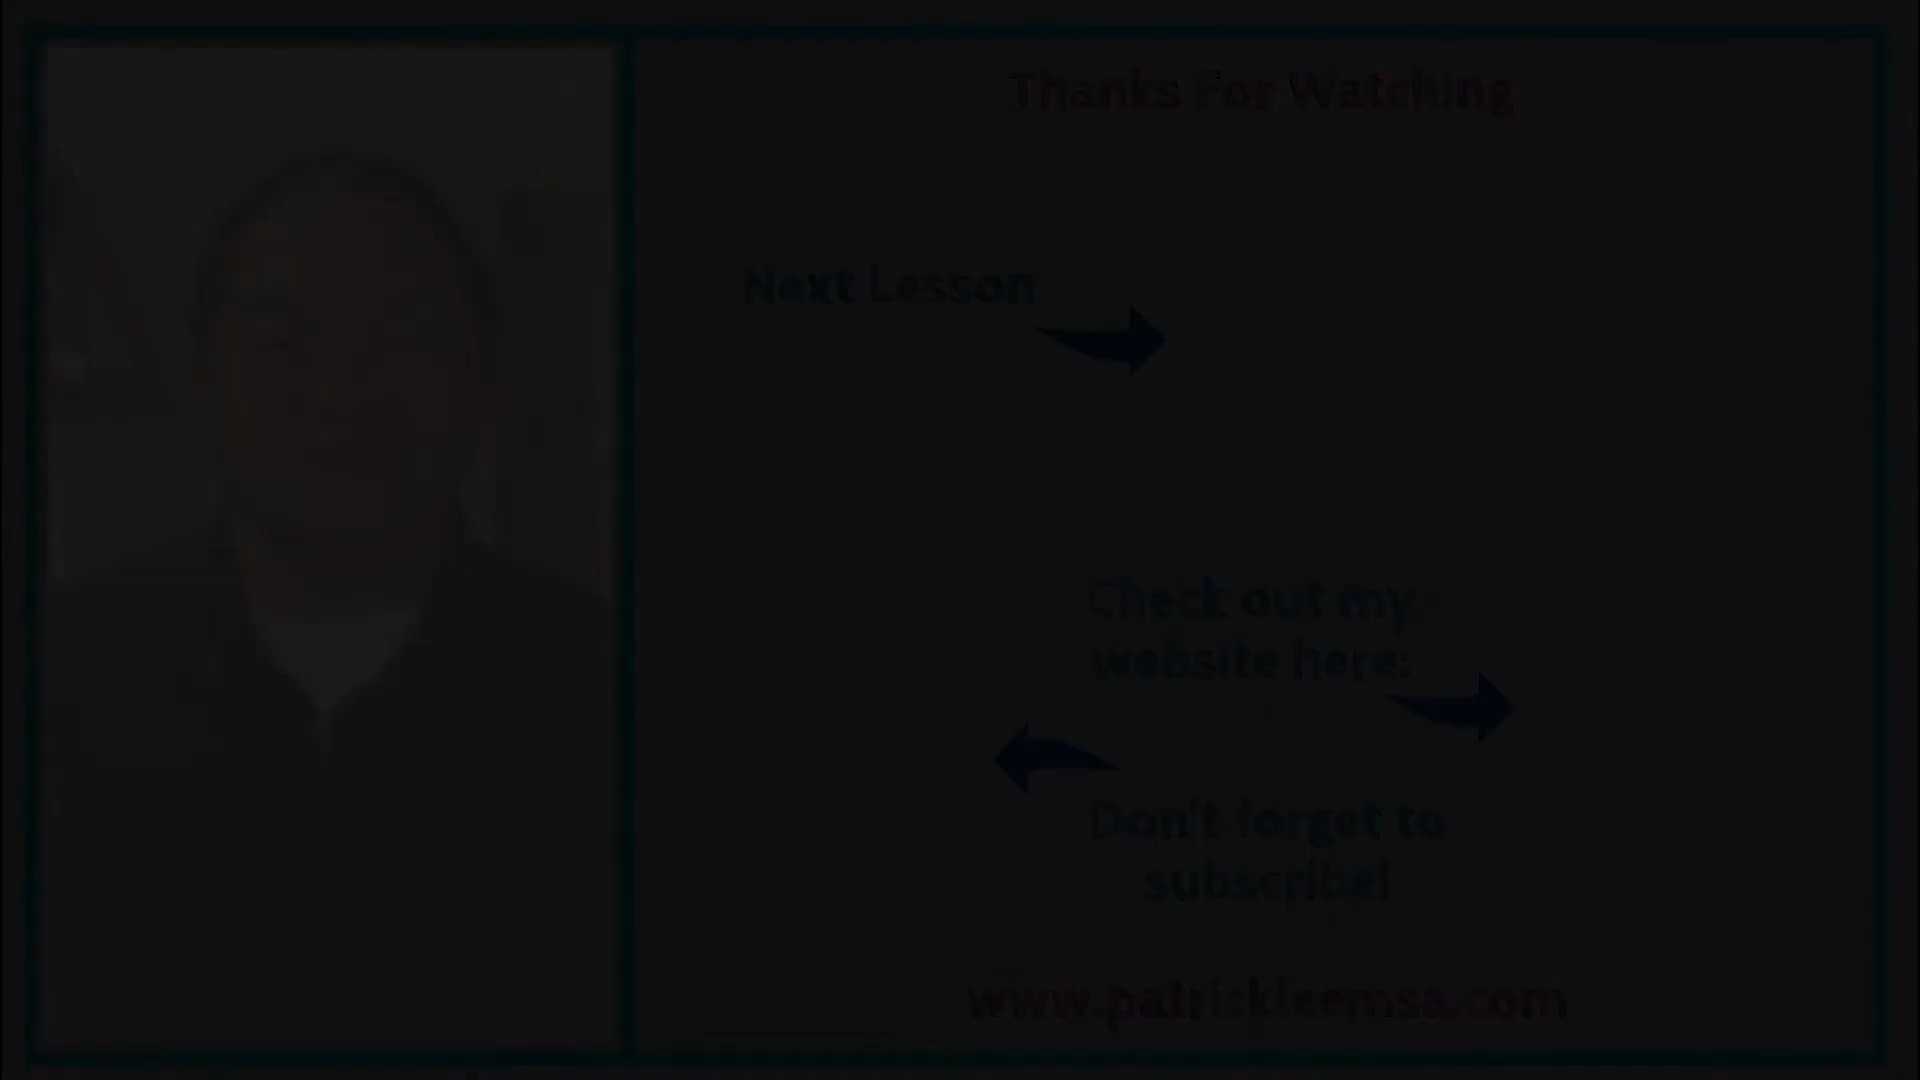 Thanks For Watching
Next Lesson
Check out my
website here:
Don't forget to
subscribe!
www.patrickleemsa.com